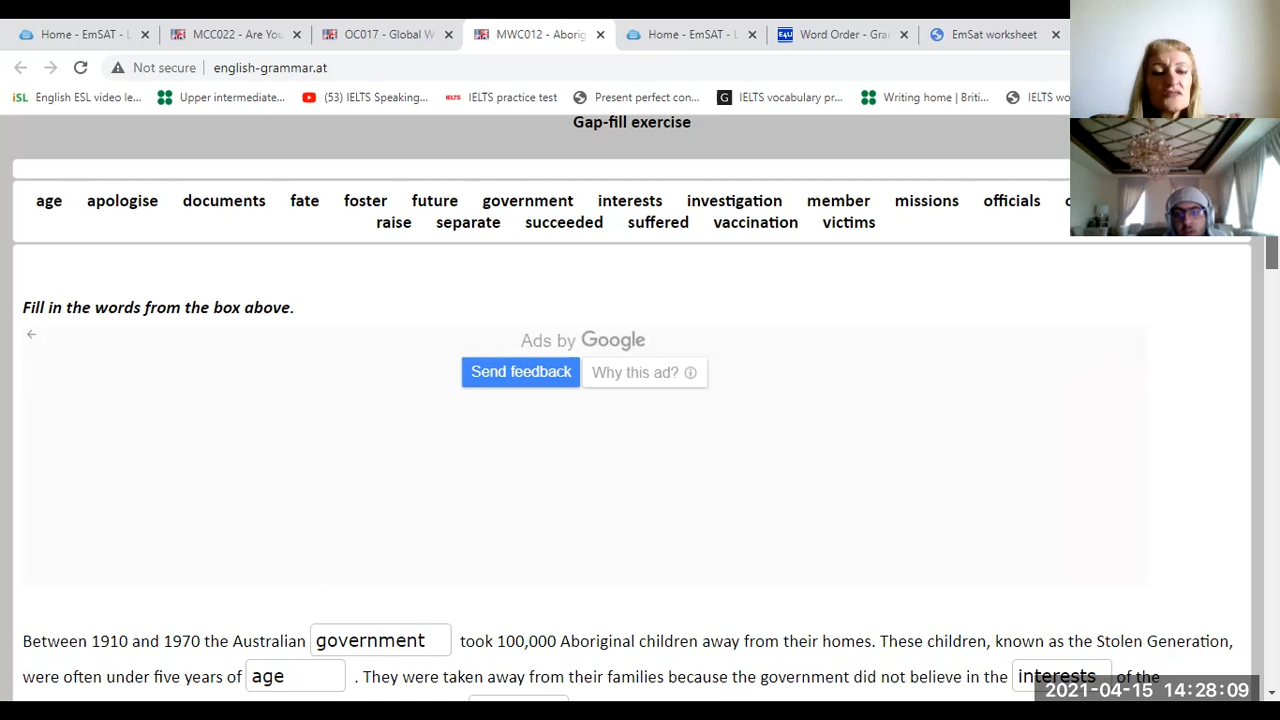 Home EmSAT - L
MCC022 - Are You
OC017 - Global W
MWC012 - Aborig
Home - EmSAT - L
Word Order - Gra
EmSat worksheet
Not secure
english-grammar.at
iSL English ESL video le...
Upper intermediate...
(53) IELTS Speaking...
IELTS IELTS practice test
Present perfect con...
G IELTS vocabulary pr...
Writing home | Briti...
IELTS wo
Gap-fill exercise
age apologise documents fate foster future government interests investigation member missions officials
raise separate succeeded suffered vaccination victims
Fill in the words from the box above.
Ads by Google
Send feedback Why this ad?
Between 1910 and 1970 the Australian government took 100,000 Aboriginal children away from their homes. These children, known as the Stolen Generation,
were often under five years of age . They were taken away from their families because the government did not believe in the interests of the
2021-04-15 14:28:09